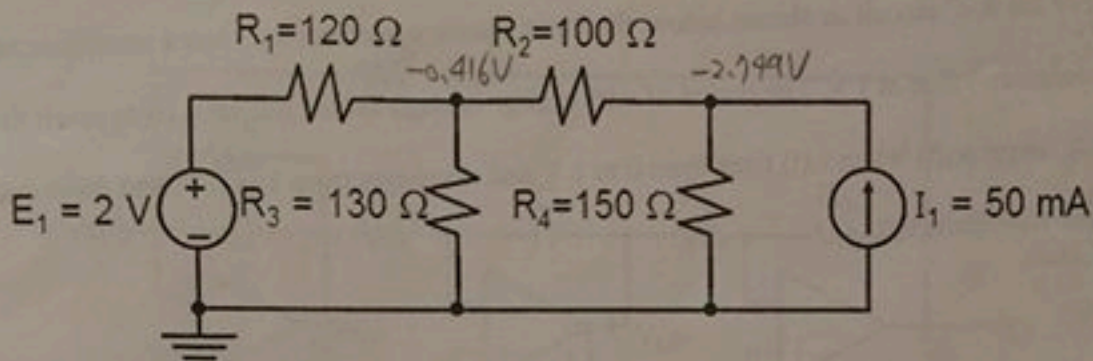 R₁=120 Ω
R₂=100 Ω
-0.416V
-2.749V
+
E₁ = 2 V
R₃ = 130 Ω
R₄=150 Ω
I₁ = 50 mA
−